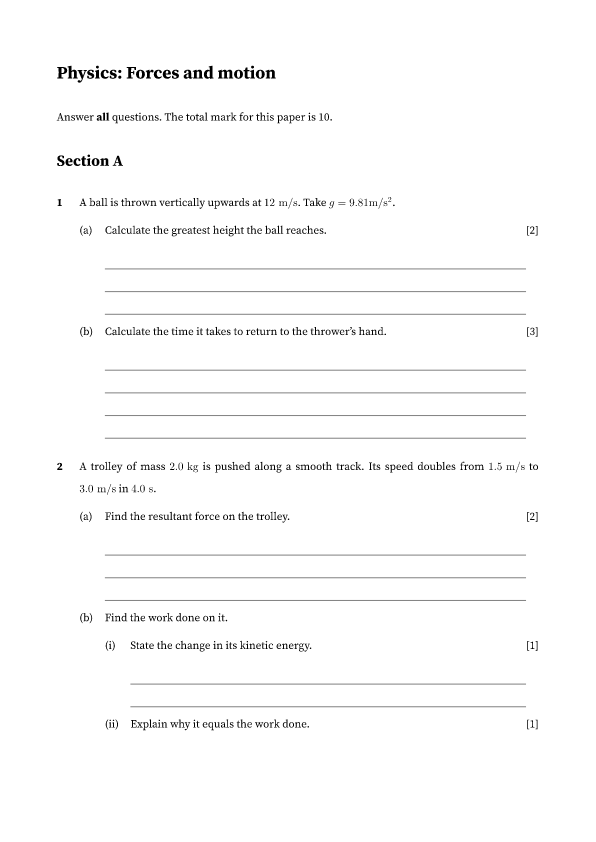 Physics: Forces and motion
Answer all questions. The total mark for this paper is 10.
Section A
1 A ball is thrown vertically upwards at 12 m/s. Take g = 9.81m/s².
(a) Calculate the greatest height the ball reaches. [2]
(b) Calculate the time it takes to return to the thrower’s hand. [3]
2 A trolley of mass 2.0 kg is pushed along a smooth track. Its speed doubles from 1.5 m/s to
3.0 m/s in 4.0 s.
(a) Find the resultant force on the trolley. [2]
(b) Find the work done on it.
(i) State the change in its kinetic energy. [1]
(ii) Explain why it equals the work done. [1]